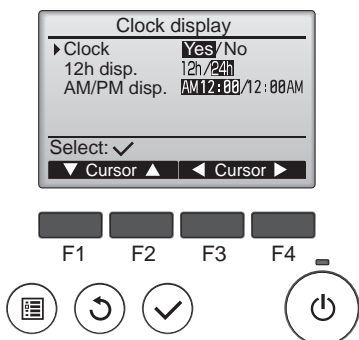 Clock display
Clock Yes/No
12h disp. 12h/24h
AM/PM disp. AM12:00/12:00AM
Select:
Cursor Cursor
F1 F2 F3 F4